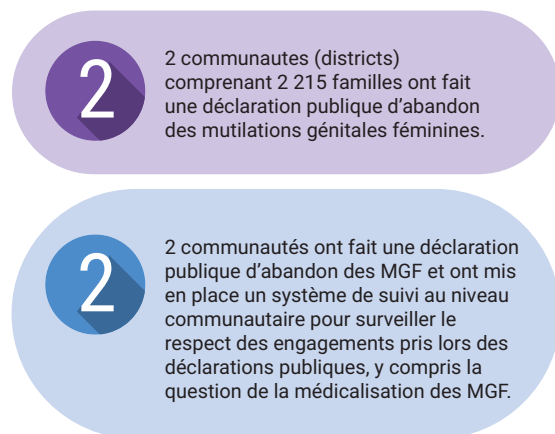 2
2 communautes (districts)
comprenant 2 215 familles ont fait
une déclaration publique d’abandon
des mutilations génitales féminines.
2
2 communautés ont fait une déclaration
publique d’abandon des MGF et ont mis
en place un système de suivi au niveau
communautaire pour surveiller le
respect des engagements pris lors des
déclarations publiques, y compris la
question de la médicalisation des MGF.